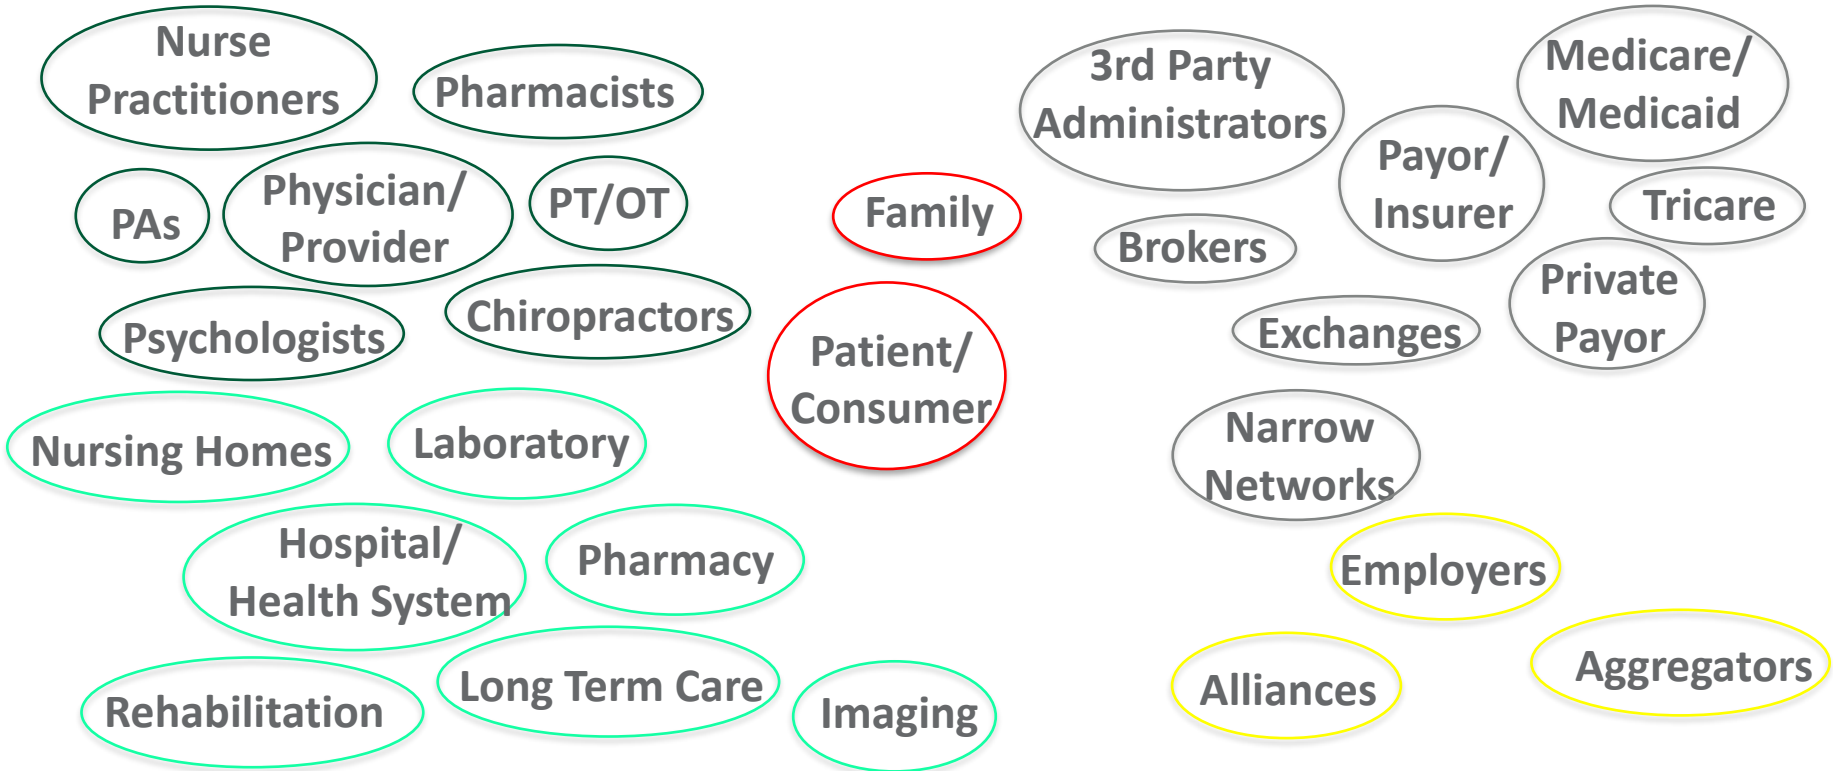 Nurse
Practitioners
Pharmacists
PAs
Physician/
Provider
PT/OT
Psychologists
Chiropractors
Family
Patient/
Consumer
3rd Party
Administrators
Medicare/
Medicaid
Payor/
Insurer
Tricare
Brokers
Private
Payor
Exchanges
Narrow
Networks
Nursing Homes
Laboratory
Hospital/
Health System
Pharmacy
Rehabilitation
Long Term Care
Imaging
Employers
Alliances
Aggregators